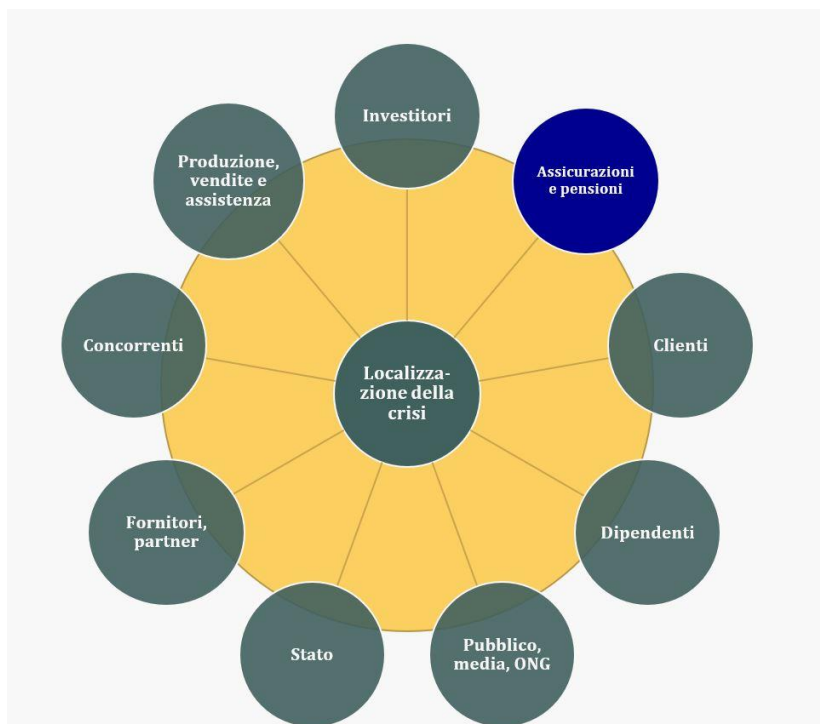 Investitori
Assicurazioni
e pensioni
Clienti
Dipendenti
Pubblico,
media, ONG
Stato
Fornitori,
partner
Concorrenti
Produzione,
vendite e
assistenza
Localizza-
zione della
crisi